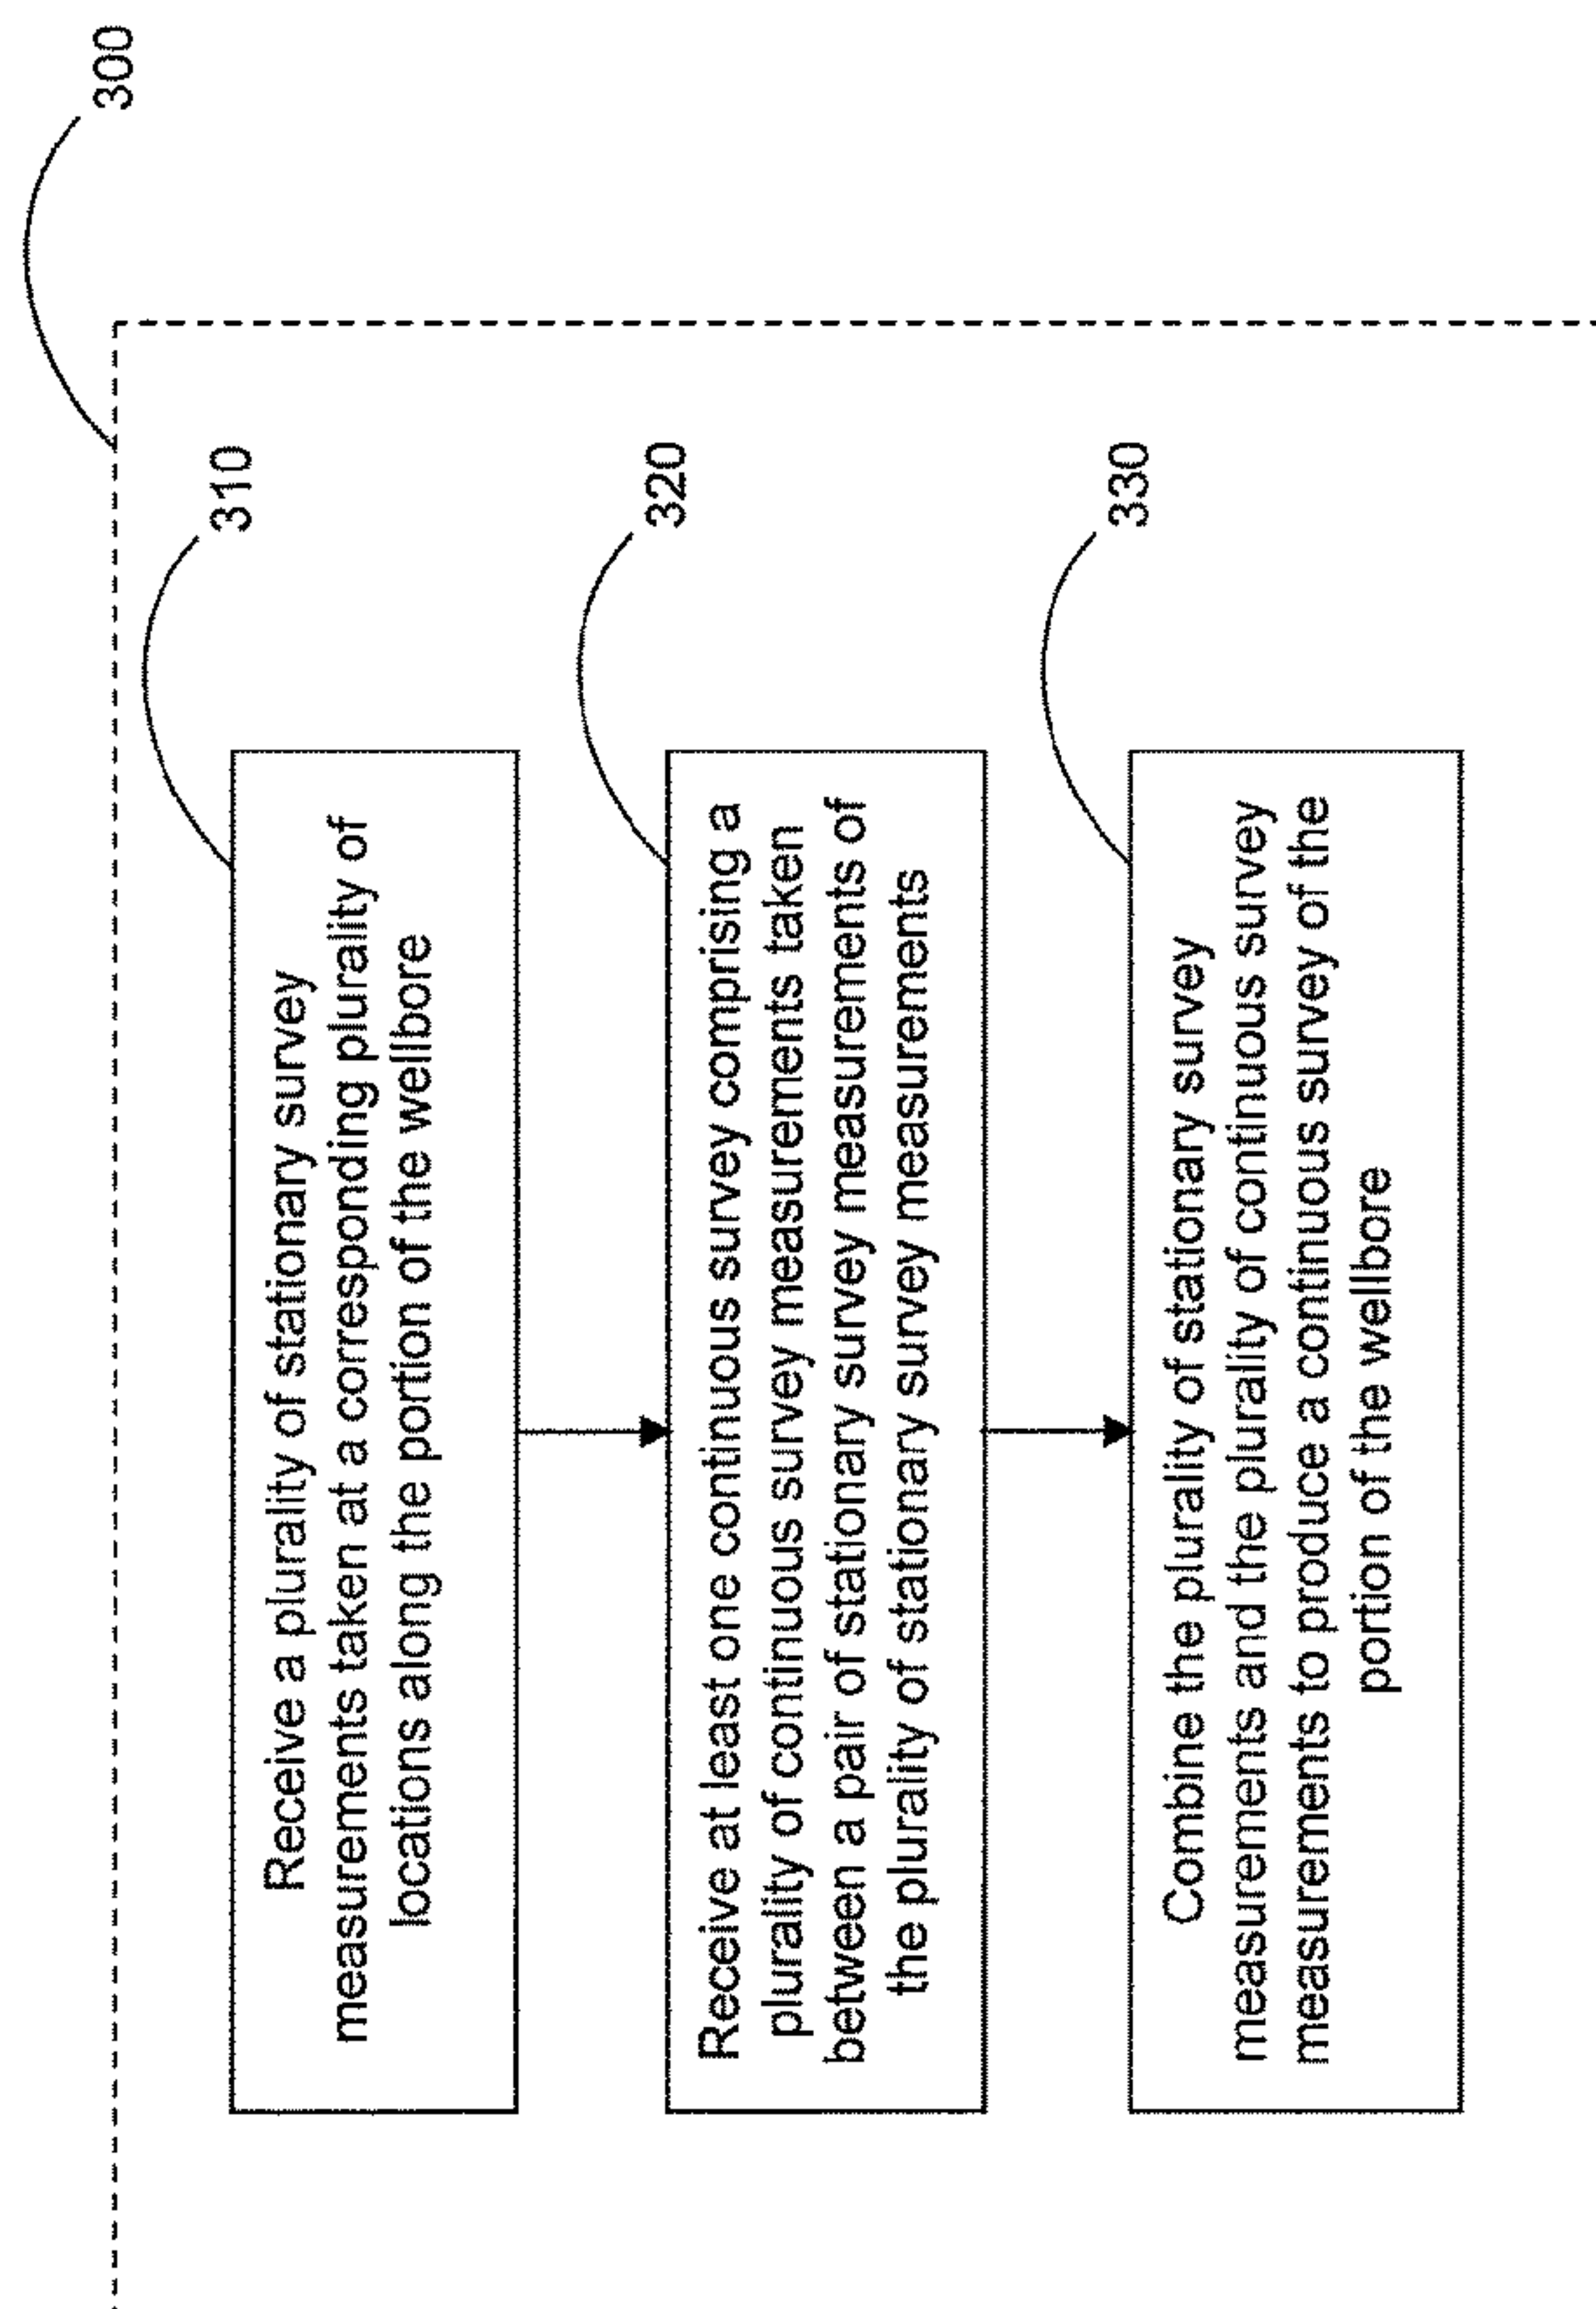 300
310
Receive a plurality of stationary survey
measurements taken at a corresponding plurality of
locations along the portion of the wellbore
320
Receive at least one continuous survey comprising a
plurality of continuous survey measurements taken
between a pair of stationary survey measurements of
the plurality of stationary survey measurements
330
Combine the plurality of stationary survey
measurements and the plurality of continuous survey
measurements to produce a continuous survey of the
portion of the wellbore